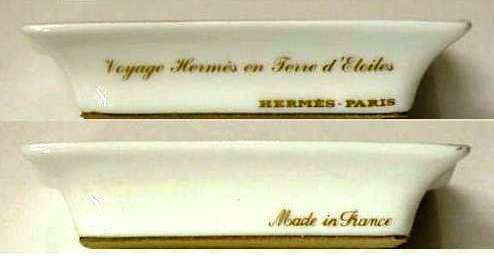 Voyage Hermès en Terre d'Etoiles
HERMÈS-PARIS
Made in France